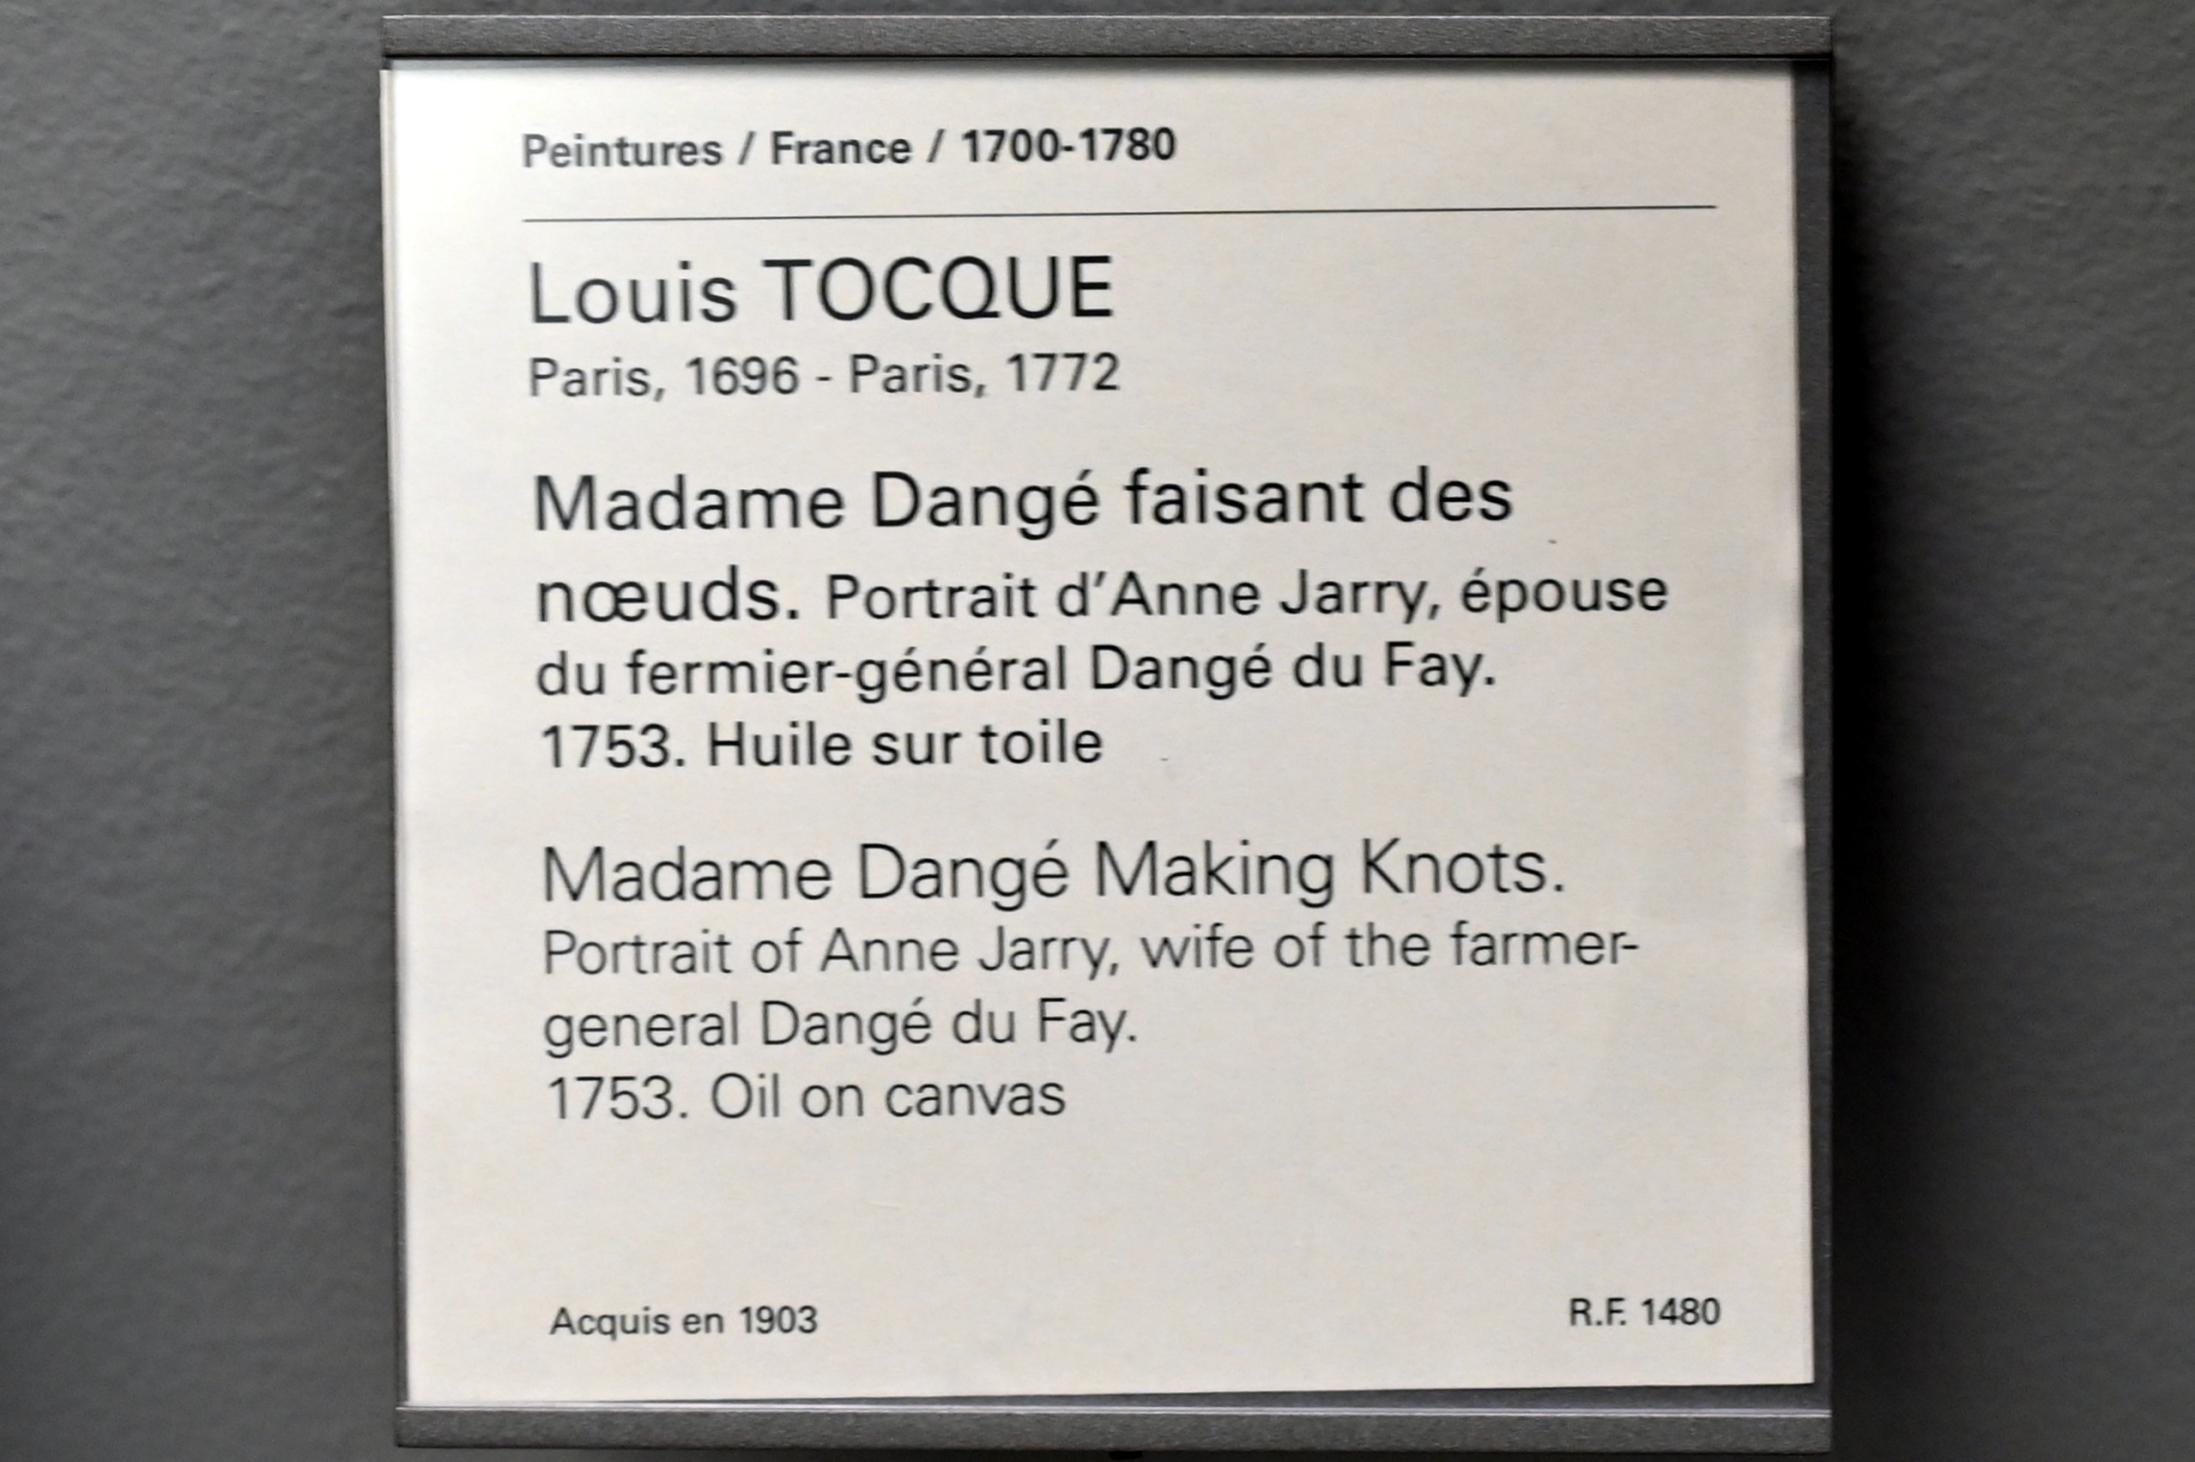 Peintures / France / 1700-1780
Louis TOCQUE
Paris, 1696 - Paris, 1772
Madame Dangé faisant des
nœuds. Portrait d'Anne Jarry, épouse
du fermier-général Dangé du Fay.
1753. Huile sur toile
Madame Dangé Making Knots.
Portrait of Anne Jarry, wife of the farmer-
general Dangé du Fay.
1753. Oil on canvas
Acquis en 1903
R.F. 1480